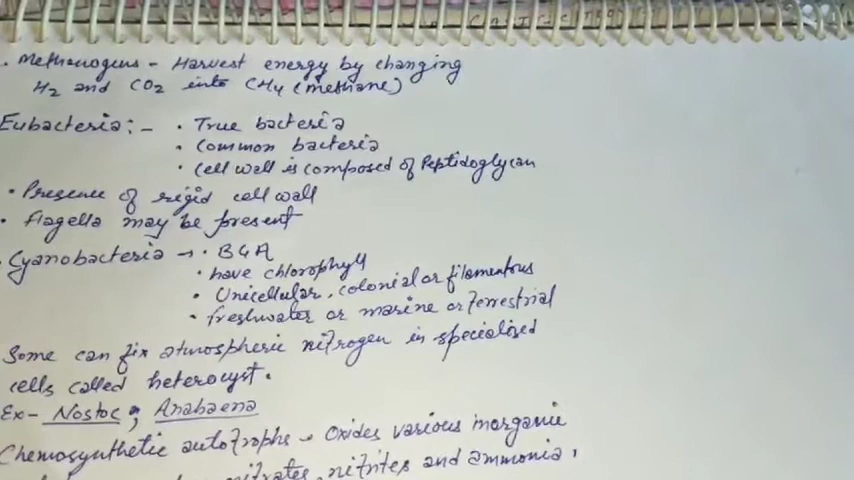 . Methanogens - Harvest energy by changing
H2 and CO2 into CH4 (methane)
Eubacteria:- . True bacteria
. Common bacteria
. Cell wall is composed of Peptidoglycan
. Presence of rigid cell wall
. Flagella may be present
. Cyanobacteria → . BGA
. have chlorophyll
. Unicellular, colonial or filamentous
. freshwater or marine or terrestrial
Some can fix atmospheric nitrogen in specialised
cells called heterocyst.
Ex- Nostoc, Anabaena
Chemosynthetic autotrophs → Oxides various inorganic
nitrates, nitrites and ammonia,